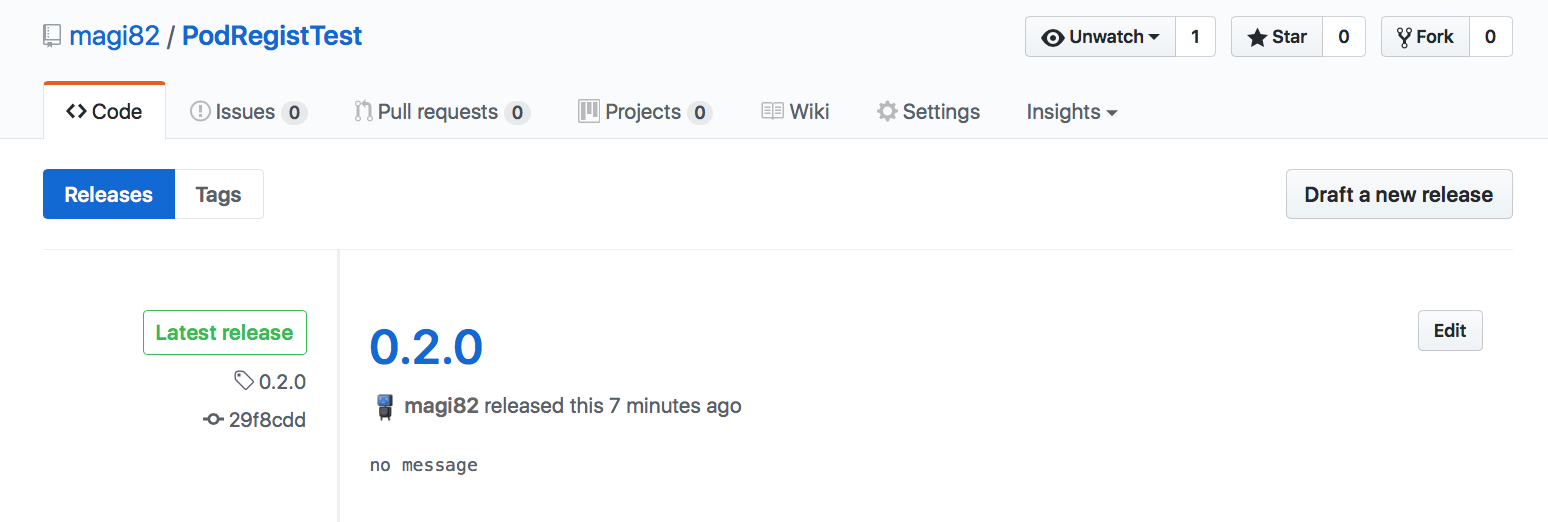 magi82 / PodRegistTest
Unwatch 1 Star 0 Fork 0
Code Issues 0 Pull requests 0 Projects 0 Wiki Settings Insights
Releases Tags Draft a new release
Latest release
0.2.0
29f8cdd
0.2.0
Edit
magi82 released this 7 minutes ago
no message